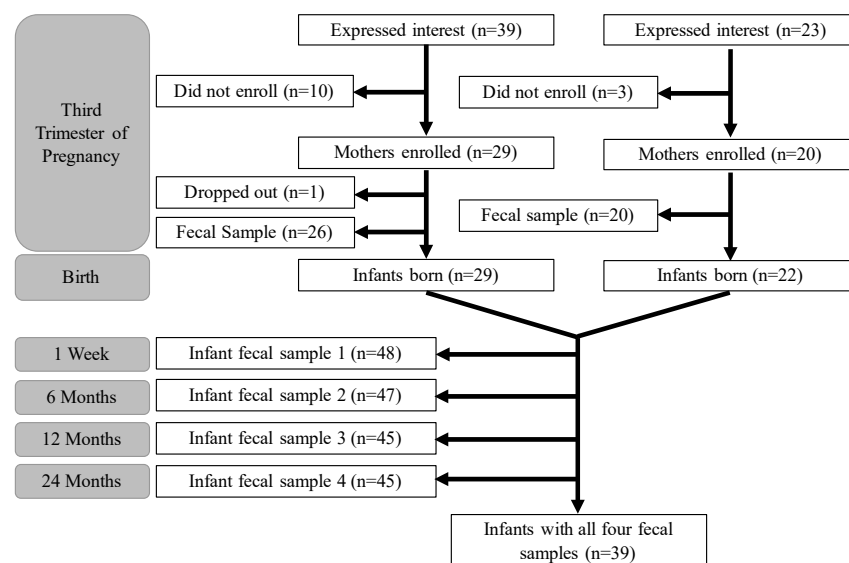 Expressed interest (n=39)
Expressed interest (n=23)
Third
Trimester of
Pregnancy
Did not enroll (n=10)
Did not enroll (n=3)
Mothers enrolled (n=29)
Mothers enrolled (n=20)
Dropped out (n=1)
Fecal Sample (n=26)
Fecal sample (n=20)
Birth
Infants born (n=29)
Infants born (n=22)
1 Week
Infant fecal sample 1 (n=48)
6 Months
Infant fecal sample 2 (n=47)
12 Months
Infant fecal sample 3 (n=45)
24 Months
Infant fecal sample 4 (n=45)
Infants with all four fecal
samples (n=39)